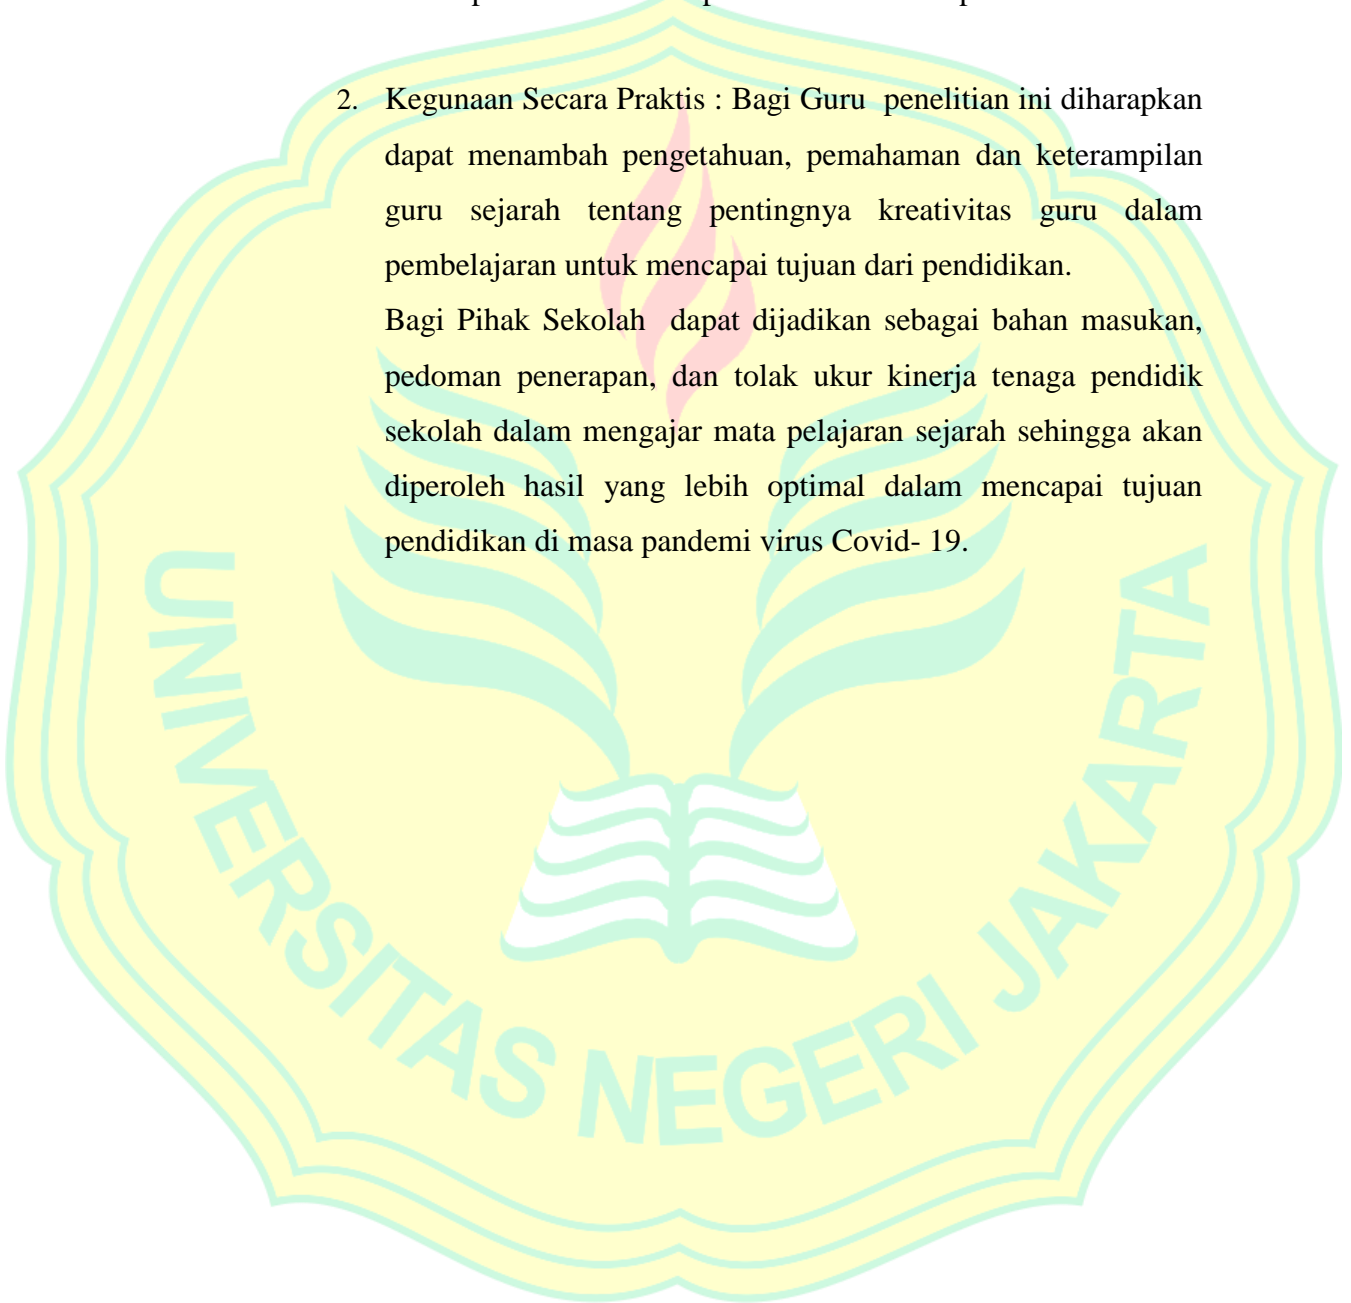 2. Kegunaan Secara Praktis : Bagi Guru penelitian ini diharapkan
dapat menambah pengetahuan, pemahaman dan keterampilan
guru sejarah tentang pentingnya kreativitas guru dalam
pembelajaran untuk mencapai tujuan dari pendidikan.
Bagi Pihak Sekolah dapat dijadikan sebagai bahan masukan,
pedoman penerapan, dan tolak ukur kinerja tenaga pendidik
sekolah dalam mengajar mata pelajaran sejarah sehingga akan
diperoleh hasil yang lebih optimal dalam mencapai tujuan
pendidikan di masa pandemi virus Covid- 19.
UNIVERSITAS NEGERI JAKARTA